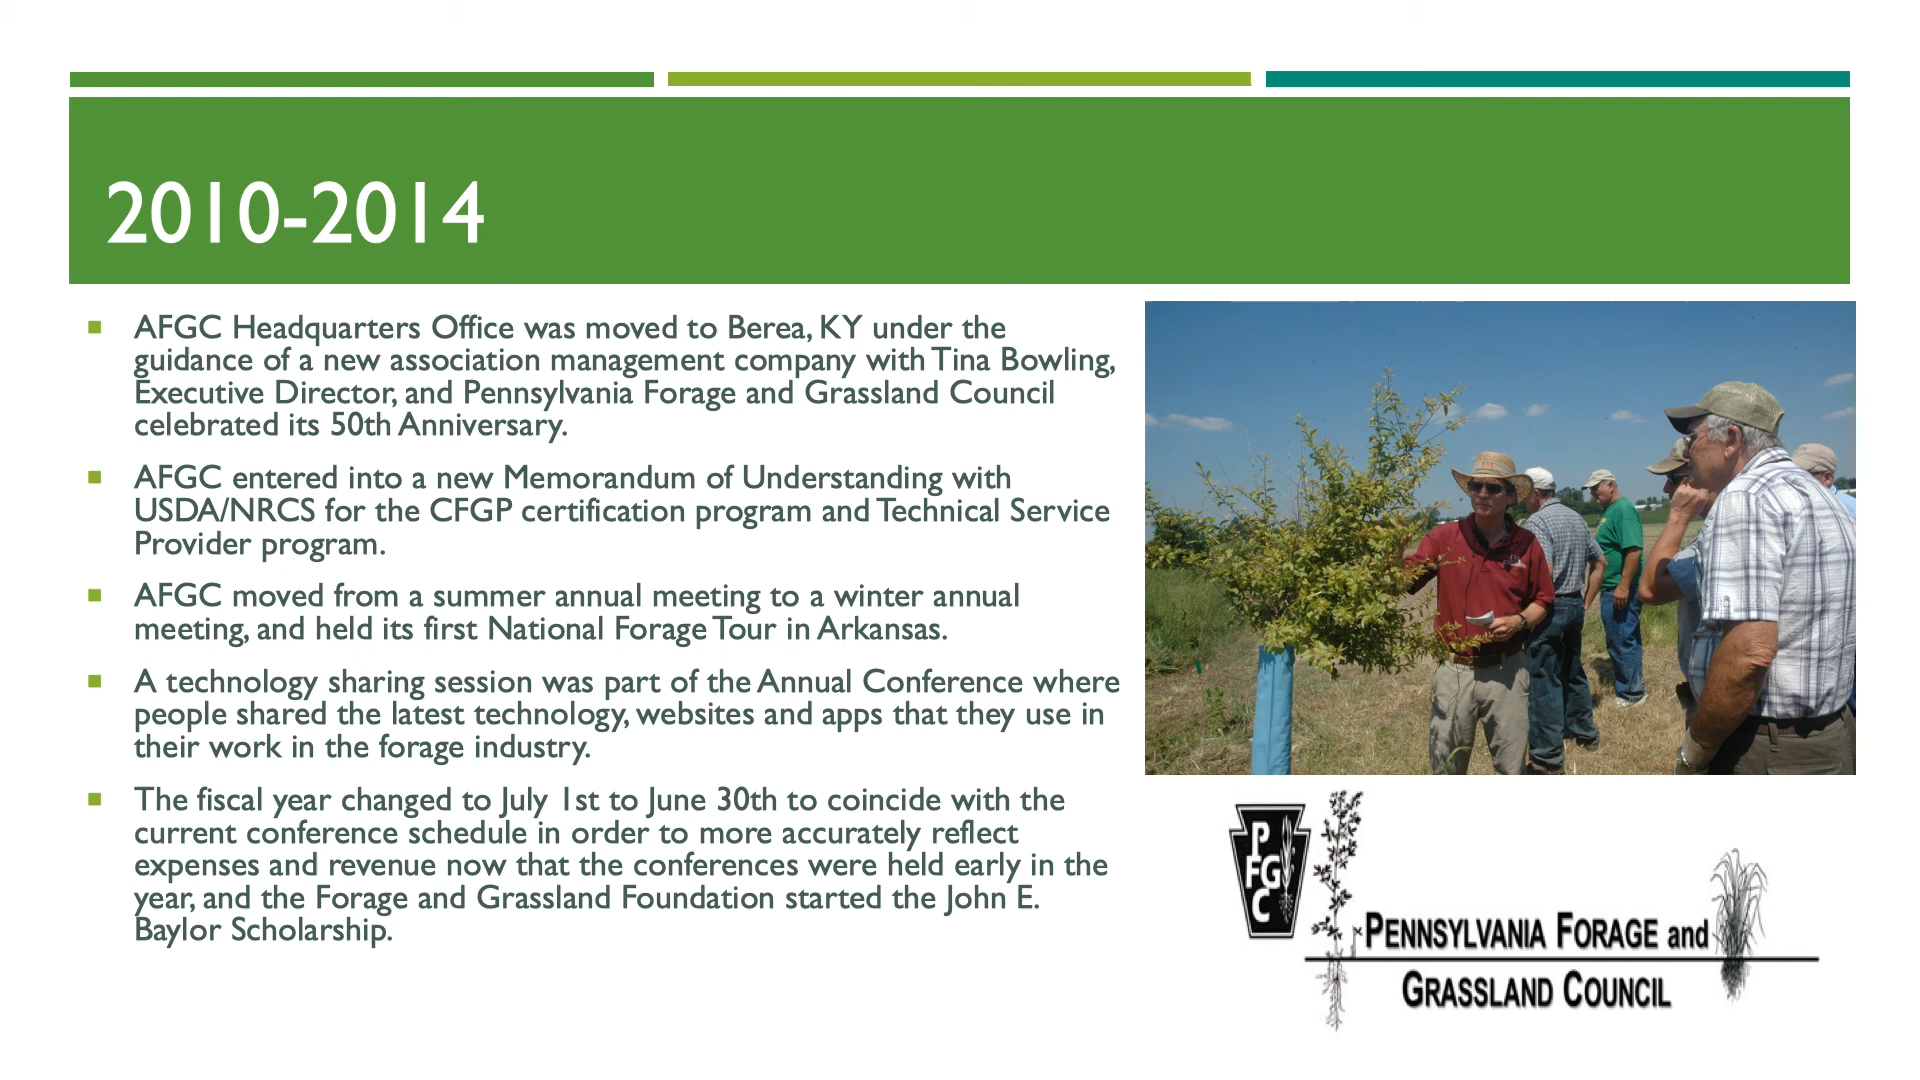 2010-2014
AFGC Headquarters Office was moved to Berea, KY under the
guidance of a new association management company with Tina Bowling,
Executive Director, and Pennsylvania Forage and Grassland Council
celebrated its 50th Anniversary.
AFGC entered into a new Memorandum of Understanding with
USDA/NRCS for the CFGP certification program and Technical Service
Provider program.
AFGC moved from a summer annual meeting to a winter annual
meeting, and held its first National Forage Tour in Arkansas.
A technology sharing session was part of the Annual Conference where
people shared the latest technology, websites and apps that they use in
their work in the forage industry.
The fiscal year changed to July 1st to June 30th to coincide with the
current conference schedule in order to more accurately reflect
expenses and revenue now that the conferences were held early in the
year, and the Forage and Grassland Foundation started the John E.
Baylor Scholarship.
P
FG
C
PENNSYLVANIA FORAGE and
GRASSLAND COUNCIL